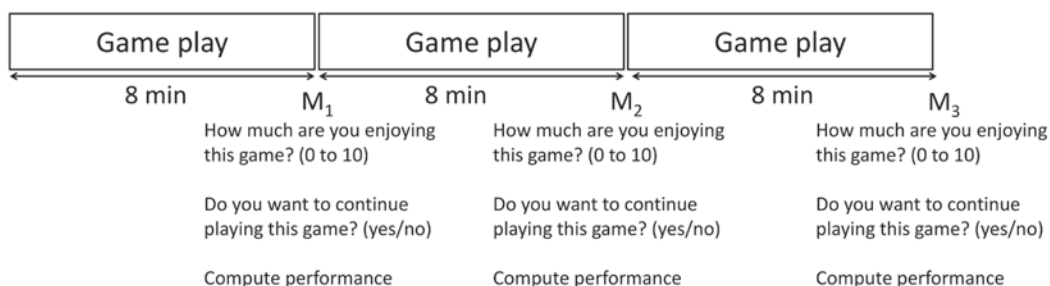 Game play Game play Game play
8 min M1 8 min M2 8 min M3
How much are you enjoying
this game? (0 to 10)
Do you want to continue
playing this game? (yes/no)
Compute performance
How much are you enjoying
this game? (0 to 10)
Do you want to continue
playing this game? (yes/no)
Compute performance
How much are you enjoying
this game? (0 to 10)
Do you want to continue
playing this game? (yes/no)
Compute performance